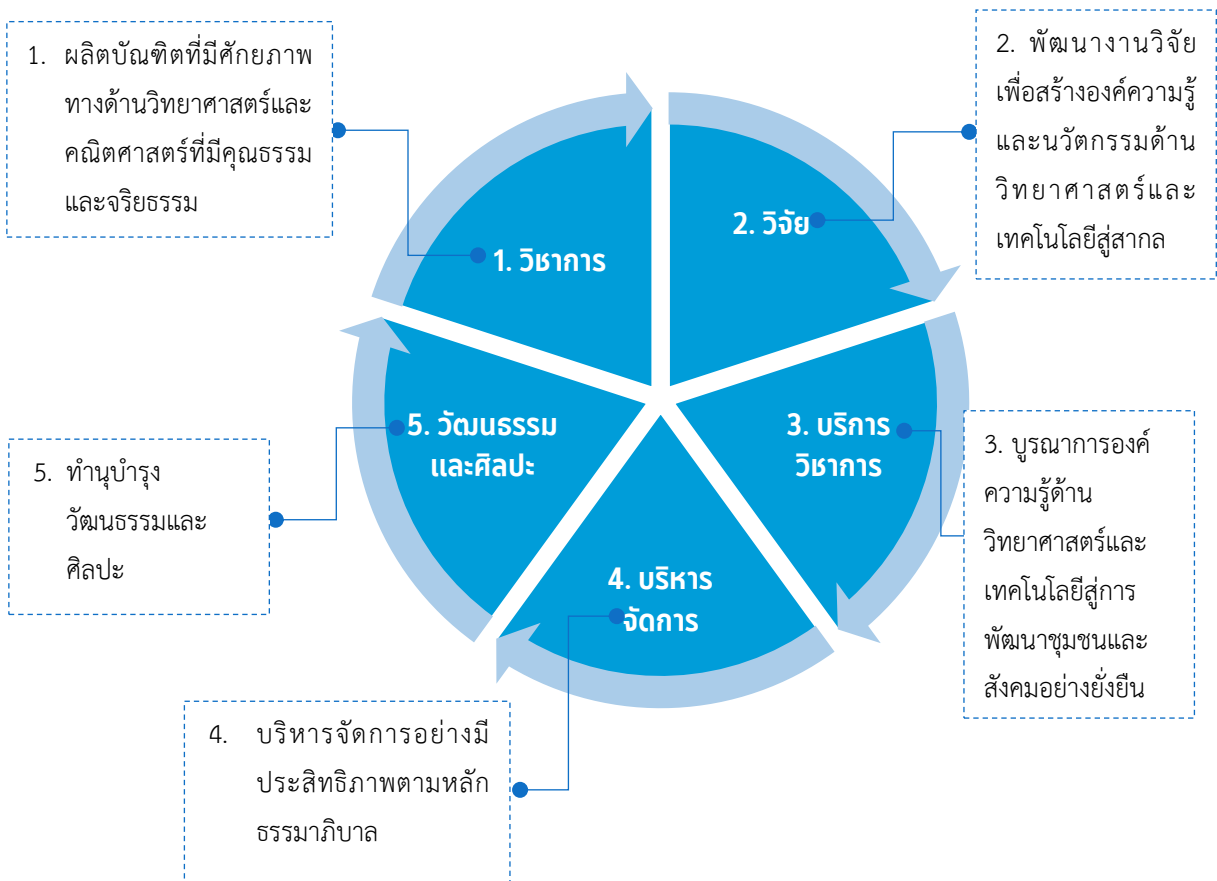 1. ผลิตบัณฑิตที่มีศักยภาพ
ทางด้านวิทยาศาสตร์และ
คณิตศาสตร์ที่มีคุณธรรม
และจริยธรรม
2. พัฒนางานวิจัย
เพื่อสร้างองค์ความรู้
และนวัตกรรมด้าน
วิทยาศาสตร์และ
เทคโนโลยีสู่สากล
1. วิชาการ
2. วิจัย
3. บริการ
วิชาการ
4. บริหาร
จัดการ
5. วัฒนธรรม
และศิลปะ
3. บูรณาการองค์
ความรู้ด้าน
วิทยาศาสตร์และ
เทคโนโลยีสู่การ
พัฒนาชุมชนและ
สังคมอย่างยั่งยืน
4. บริหารจัดการอย่างมี
ประสิทธิภาพตามหลัก
ธรรมาภิบาล
5. ทำนุบำรุง
วัฒนธรรมและ
ศิลปะ